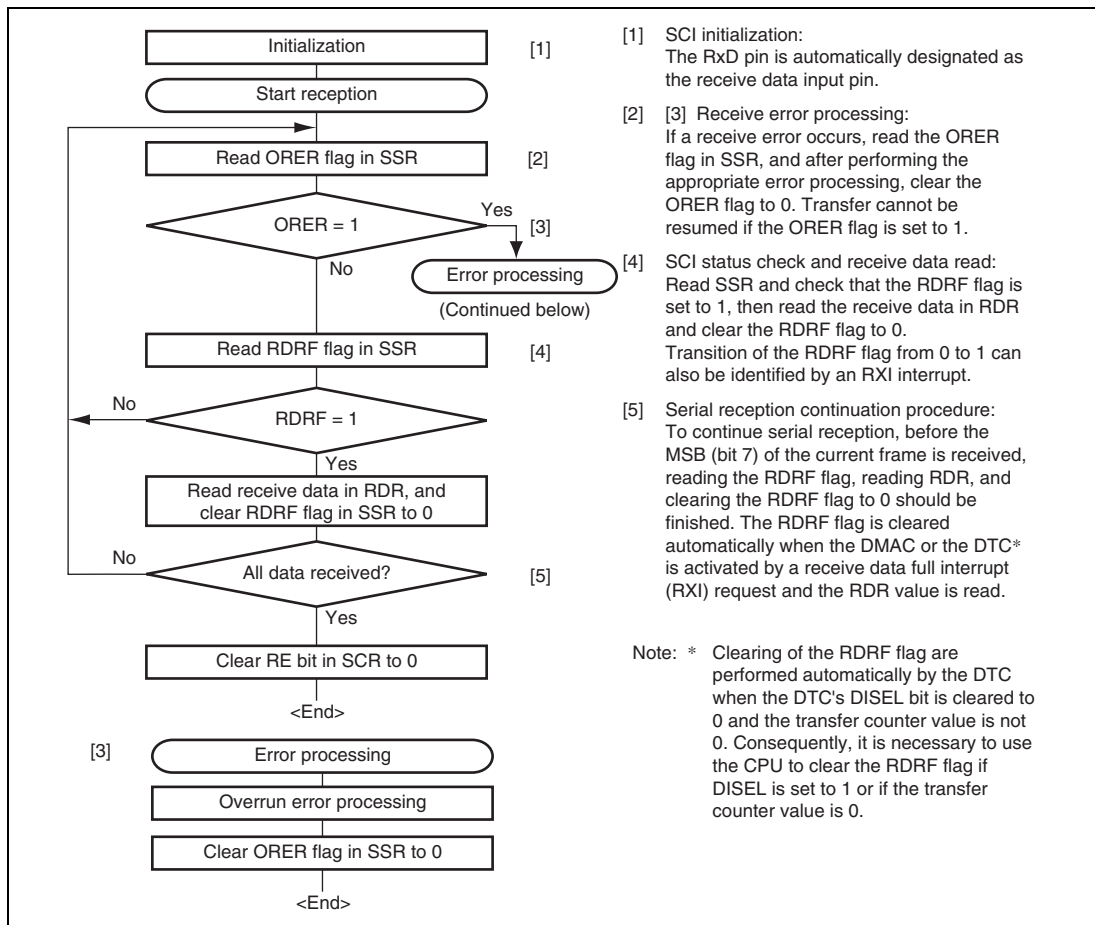 Initialization
[1]
Start reception
Read ORER flag in SSR
[2]
ORER = 1
Yes
[3]
No
Error processing
(Continued below)
Read RDRF flag in SSR
[4]
No
RDRF = 1
Yes
Read receive data in RDR, and
clear RDRF flag in SSR to 0
No
All data received?
[5]
Yes
Clear RE bit in SCR to 0
<End>
[3]
Error processing
Overrun error processing
Clear ORER flag in SSR to 0
<End>
[1] SCI initialization:
The RxD pin is automatically designated as
the receive data input pin.
[2] [3] Receive error processing:
If a receive error occurs, read the ORER
flag in SSR, and after performing the
appropriate error processing, clear the
ORER flag to 0. Transfer cannot be
resumed if the ORER flag is set to 1.
[4] SCI status check and receive data read:
Read SSR and check that the RDRF flag is
set to 1, then read the receive data in RDR
and clear the RDRF flag to 0.
Transition of the RDRF flag from 0 to 1 can
also be identified by an RXI interrupt.
[5] Serial reception continuation procedure:
To continue serial reception, before the
MSB (bit 7) of the current frame is received,
reading the RDRF flag, reading RDR, and
clearing the RDRF flag to 0 should be
finished. The RDRF flag is cleared
automatically when the DMAC or the DTC*
is activated by a receive data full interrupt
(RXI) request and the RDR value is read.
Note: * Clearing of the RDRF flag are
performed automatically by the DTC
when the DTC's DISEL bit is cleared to
0 and the transfer counter value is not
0. Consequently, it is necessary to use
the CPU to clear the RDRF flag if
DISEL is set to 1 or if the transfer
counter value is 0.